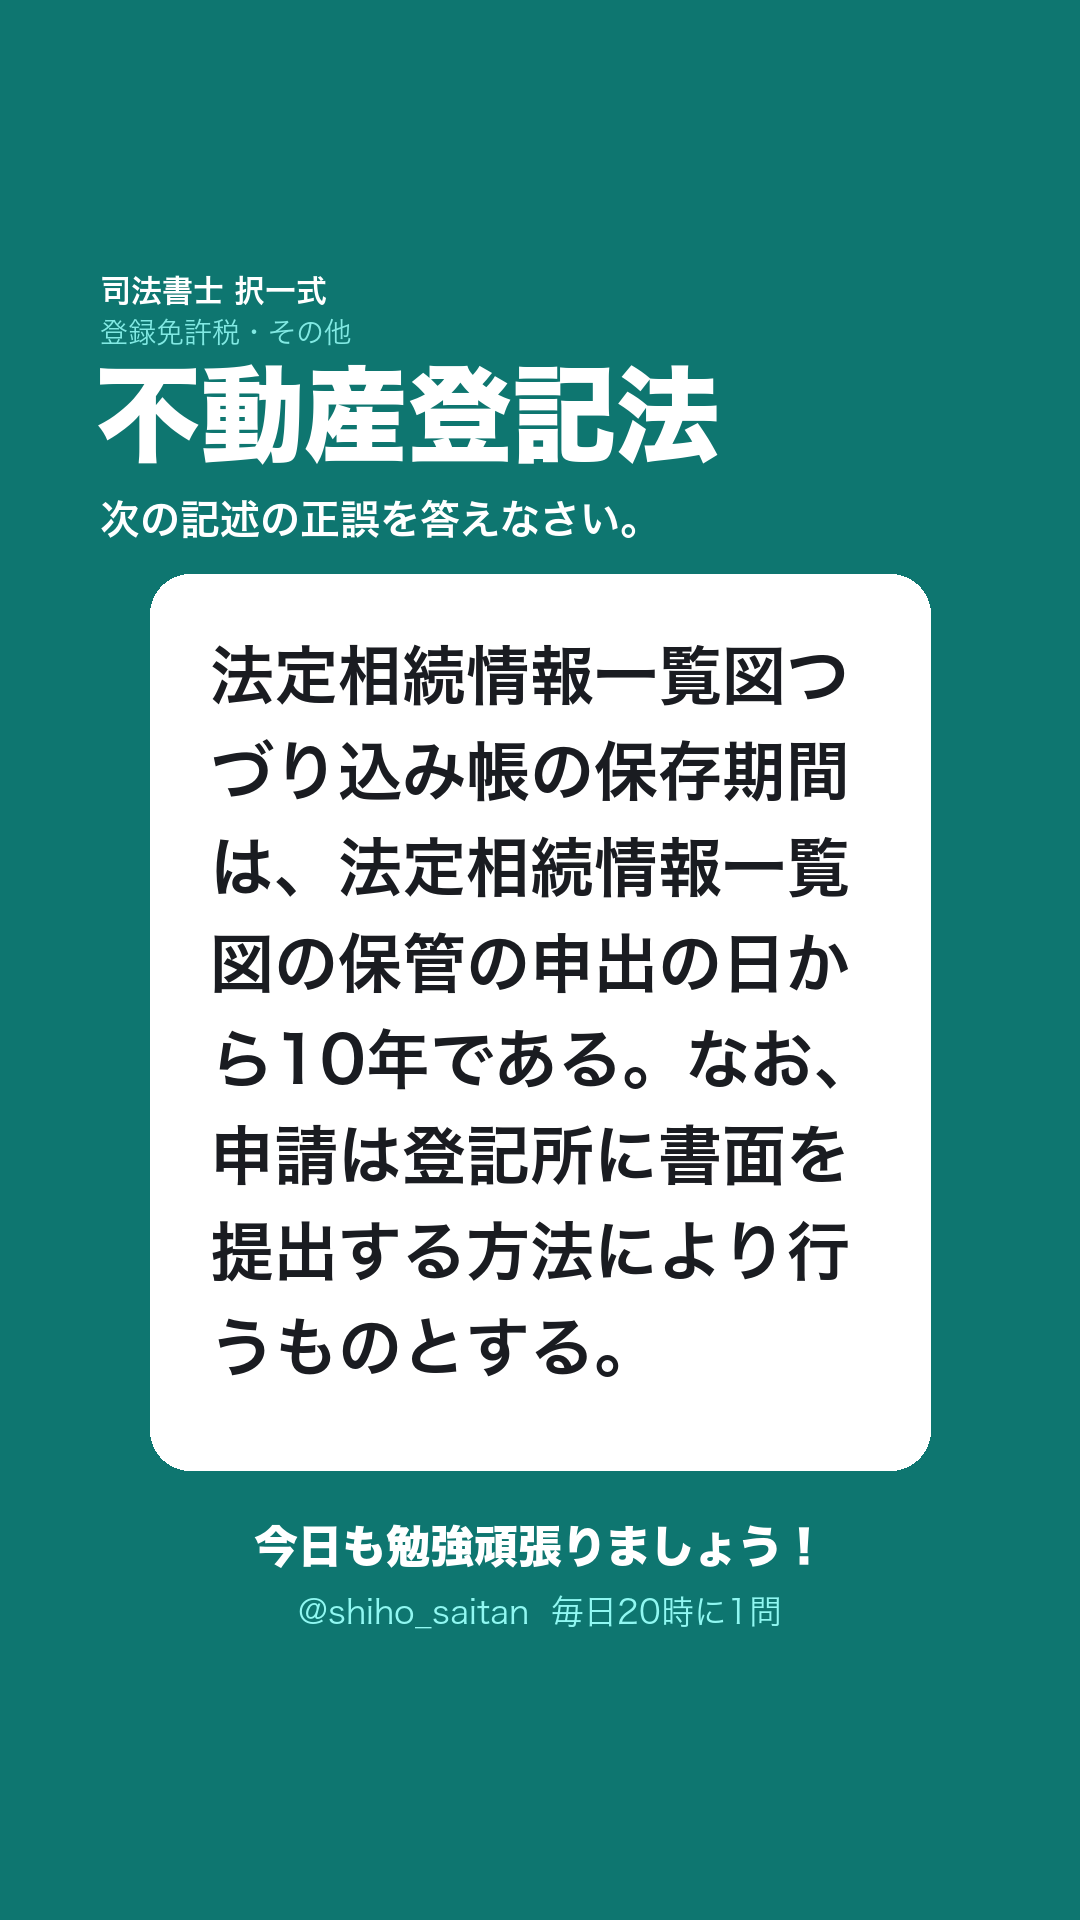 司法書士 択一式
登録免許税・その他
不動産登記法
次の記述の正誤を答えなさい。
法定相続情報一覧図つ
づり込み帳の保存期間
は、法定相続情報一覧
図の保管の申出の日か
ら10年である。なお、
申請は登記所に書面を
提出する方法により行
うものとする。
今日も勉強頑張りましょう！
@shiho_saitan 毎日20時に1問